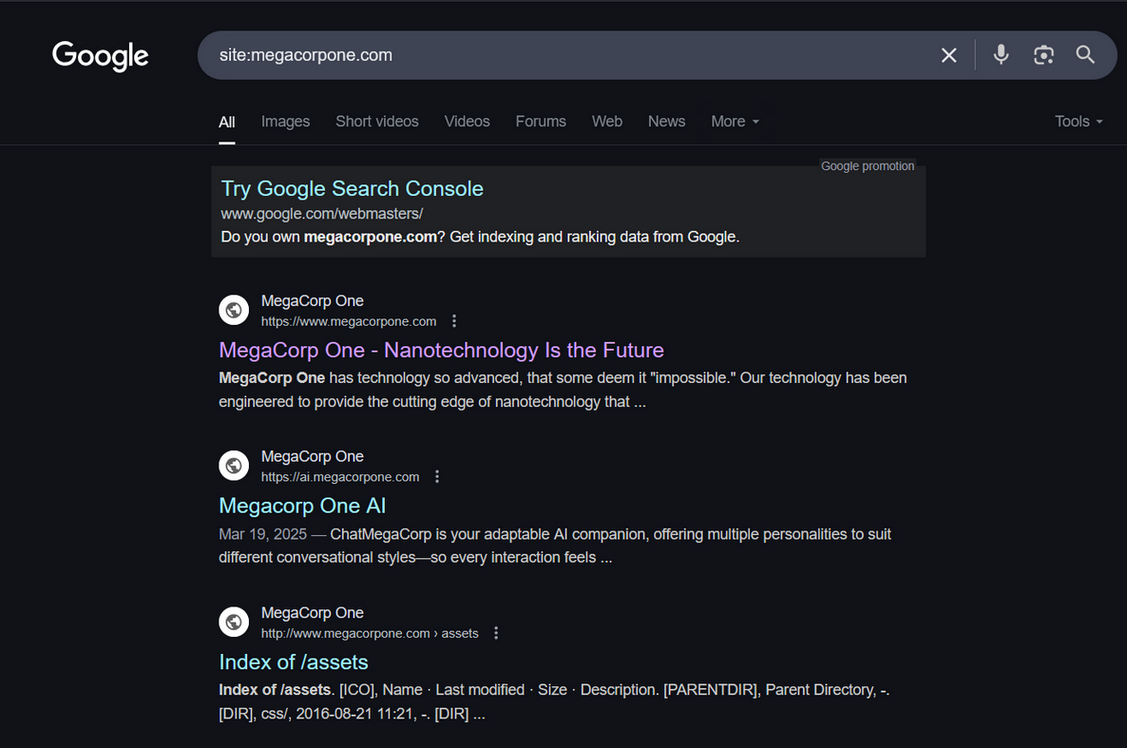 Google
site:megacorpone.com
All Images Short videos Videos Forums Web News More Tools
Google promotion
Try Google Search Console
www.google.com/webmasters/
Do you own megacorpone.com? Get indexing and ranking data from Google.
MegaCorp One
https://www.megacorpone.com
MegaCorp One - Nanotechnology Is the Future
MegaCorp One has technology so advanced, that some deem it "impossible." Our technology has been
engineered to provide the cutting edge of nanotechnology that ...
MegaCorp One
https://ai.megacorpone.com
Megacorp One AI
Mar 19, 2025 — ChatMegaCorp is your adaptable AI companion, offering multiple personalities to suit
different conversational styles—so every interaction feels ...
MegaCorp One
http://www.megacorpone.com › assets
Index of /assets
Index of /assets. [ICO], Name · Last modified · Size · Description. [PARENTDIR], Parent Directory, -.
[DIR], css/, 2016-08-21 11:21, -. [DIR] ...